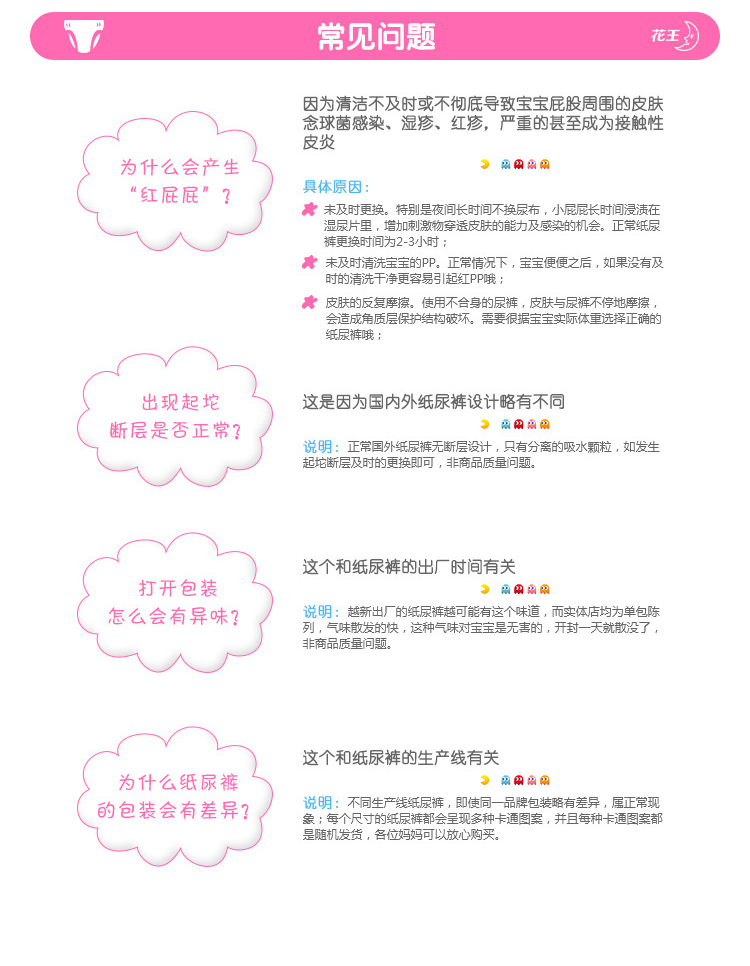 常见问题
花王
为什么会产生
“红屁屁”?
因为清洁不及时或不彻底导致宝宝屁股周围的皮肤
念球菌感染、湿疹、红疹，严重的甚至成为接触性
皮炎
具体原因：
未及时更换。特别是夜间长时间不换尿布，小屁屁长时间浸渍在
湿尿片里，增加刺激物穿透皮肤的能力及感染的机会。正常纸尿
裤更换时间为2-3小时；
未及时清洗宝宝的PP。正常情况下，宝宝便便之后，如果没有及
时的清洗干净更容易引起红PP哦；
皮肤的反复摩擦。使用不合身的尿裤，皮肤与尿裤不停地摩擦，
会造成角质层保护结构破坏。需要很据宝宝实际体重选择正确的
纸尿裤哦；
出现起坨
断层是否正常?
这是因为国内外纸尿裤设计略有不同
说明：正常国外纸尿裤无断层设计，只有分离的吸水颗粒，如发生
起坨断层及时的更换即可，非商品质量问题。
打开包装
怎么会有异味?
这个和纸尿裤的出厂时间有关
说明：越新出厂的纸尿裤越可能有这个味道，而实体店均为单包陈
列，气味散发的快，这种气味对宝宝是无害的，开封一天就散没了，
非商品质量问题。
为什么纸尿裤
的包装会有差异?
这个和纸尿裤的生产线有关
说明：不同生产线纸尿裤，即使同一品牌包装略有差异，属正常现
象；每个尺寸的纸尿裤都会呈现多种卡通图案，并且每种卡通图案都
是随机发货，各位妈妈可以放心购买。